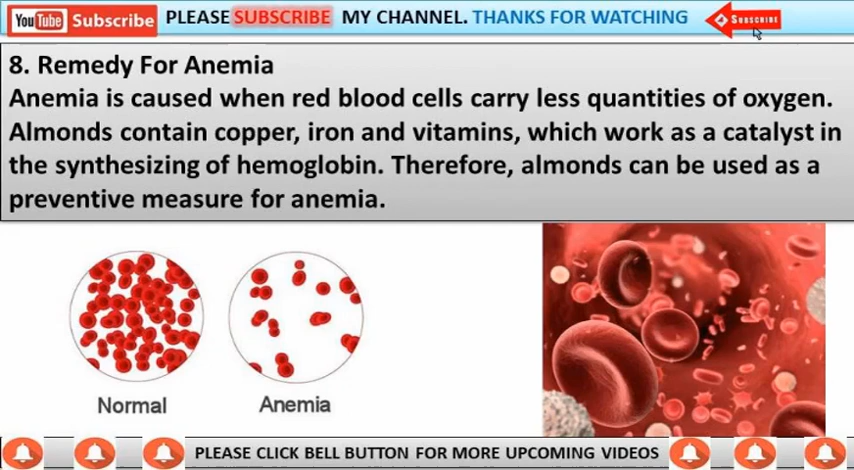 YouTube Subscribe PLEASE SUBSCRIBE MY CHANNEL. THANKS FOR WATCHING SUBSCRIBE
8. Remedy For Anemia
Anemia is caused when red blood cells carry less quantities of oxygen.
Almonds contain copper, iron and vitamins, which work as a catalyst in
the synthesizing of hemoglobin. Therefore, almonds can be used as a
preventive measure for anemia.
Normal Anemia
PLEASE CLICK BELL BUTTON FOR MORE UPCOMING VIDEOS